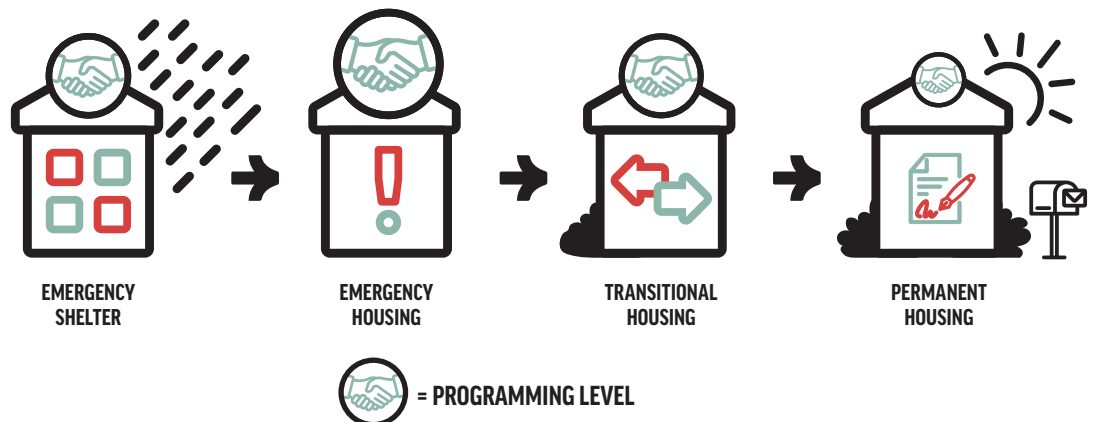 EMERGENCY
SHELTER
EMERGENCY
HOUSING
TRANSITIONAL
HOUSING
PERMANENT
HOUSING
= PROGRAMMING LEVEL